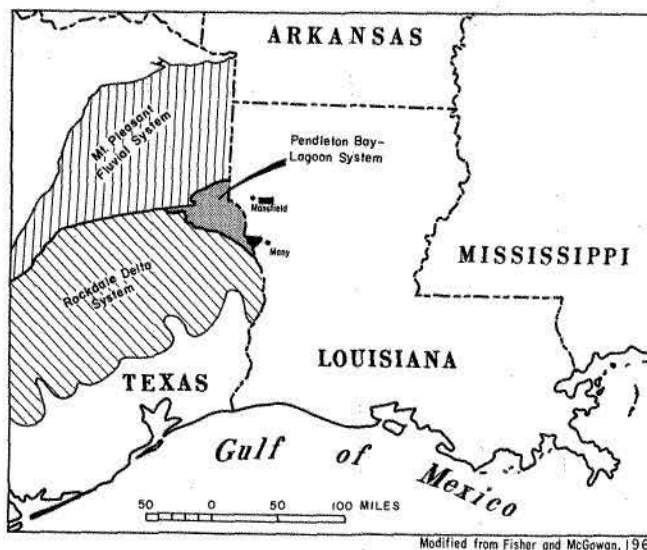 ARKANSAS
Mt. Pleasant
Fluvial System
Pendleton Bay-
Lagoon System
Mansfield
Many
MISSISSIPPI
Rockdale Delta
System
TEXAS
LOUISIANA
Gulf of Mexico
50 0 50 100 MILES
Modified from Fisher and McGowan, 196